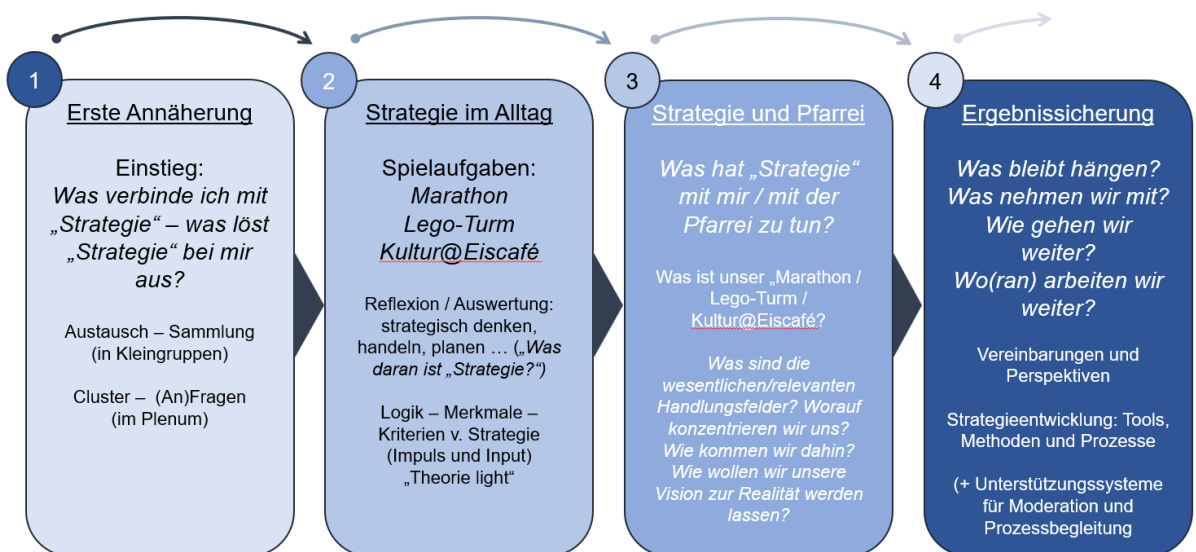 1
Erste Annäherung
Einstieg:
Was verbinde ich mit
„Strategie“ – was löst
„Strategie“ bei mir
aus?
Austausch – Sammlung
(in Kleingruppen)
Cluster – (An)Fragen
(im Plenum)
2
Strategie im Alltag
Spielaufgaben:
Marathon
Lego-Turm
Kultur@Eiscafé
Reflexion / Auswertung:
strategisch denken,
handeln, planen … („Was
daran ist „Strategie?“)
Logik – Merkmale –
Kriterien v. Strategie
(Impuls und Input)
„Theorie light“
3
Strategie und Pfarrei
Was hat „Strategie“
mit mir / mit der
Pfarrei zu tun?
Was ist unser „Marathon /
Lego-Turm /
Kultur@Eiscafé?
Was sind die
wesentlichen/relevanten
Handlungsfelder? Worauf
konzentrieren wir uns?
Wie kommen wir dahin?
Wie wollen wir unsere
Vision zur Realität werden
lassen?
4
Ergebnissicherung
Was bleibt hängen?
Was nehmen wir mit?
Wie gehen wir
weiter?
Wo(ran) arbeiten wir
weiter?
Vereinbarungen und
Perspektiven
Strategieentwicklung: Tools,
Methoden und Prozesse
(+ Unterstützungssysteme
für Moderation und
Prozessbegleitung